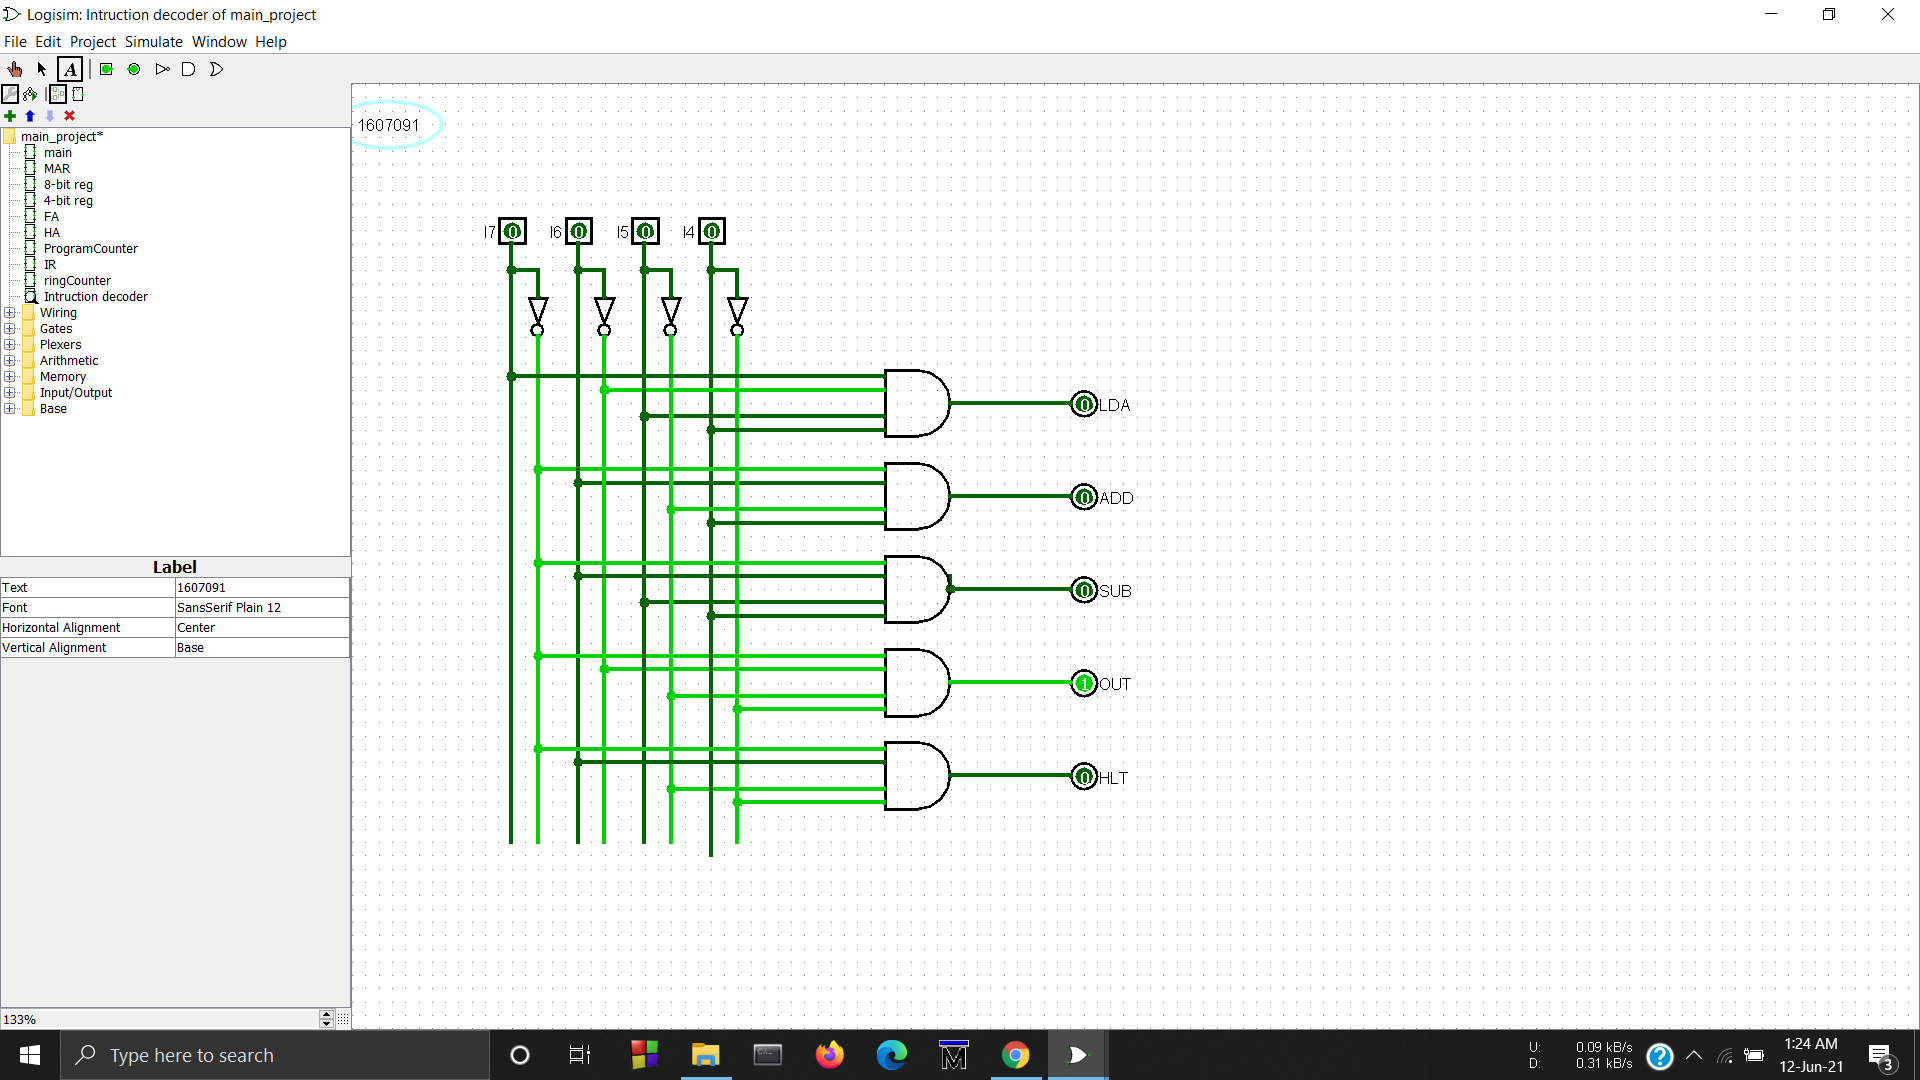 Logisim: Intruction decoder of main_project
File Edit Project Simulate Window Help
A
1607091
main_project*
main
MAR
8-bit reg
4-bit reg
FA
HA
ProgramCounter
IR
ringCounter
Intruction decoder
Wiring
Gates
Plexers
Arithmetic
Memory
Input/Output
Base
I7 0 I6 0 I5 0 I4 0
0 LDA
0 ADD
0 SUB
1 OUT
0 HLT
Label
Text 1607091
Font SansSerif Plain 12
Horizontal Alignment Center
Vertical Alignment Base
133%
Type here to search
U: 0.09 kB/s
D: 0.31 kB/s
1:24 AM
12-Jun-21
3